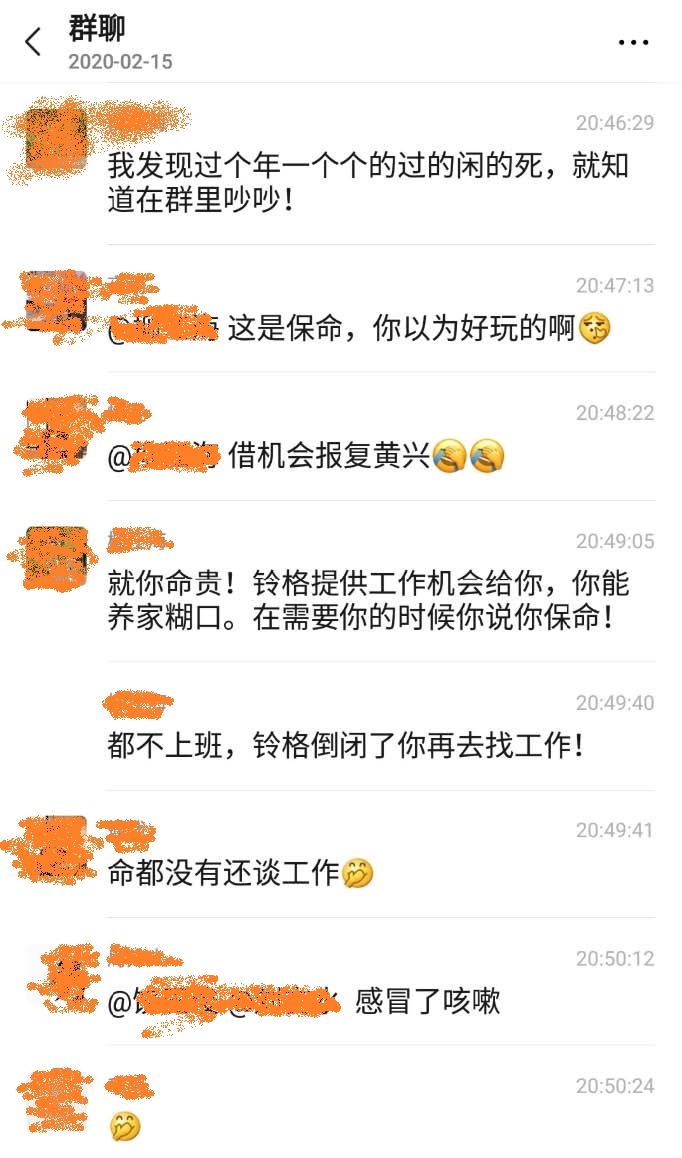 群聊
2020-02-15
20:46:29
我发现过个年一个个的过的闲的死，就知
道在群里吵吵！
20:47:13
@ 这是保命，你以为好玩的啊
20:48:22
@ 借机会报复黄兴
20:49:05
就你命贵！铃格提供工作机会给你，你能
养家糊口。在需要你的时候你说你保命！
20:49:40
都不上班，铃格倒闭了你再去找工作！
20:49:41
命都没有还谈工作
20:50:12
@ 感冒了咳嗽
20:50:24